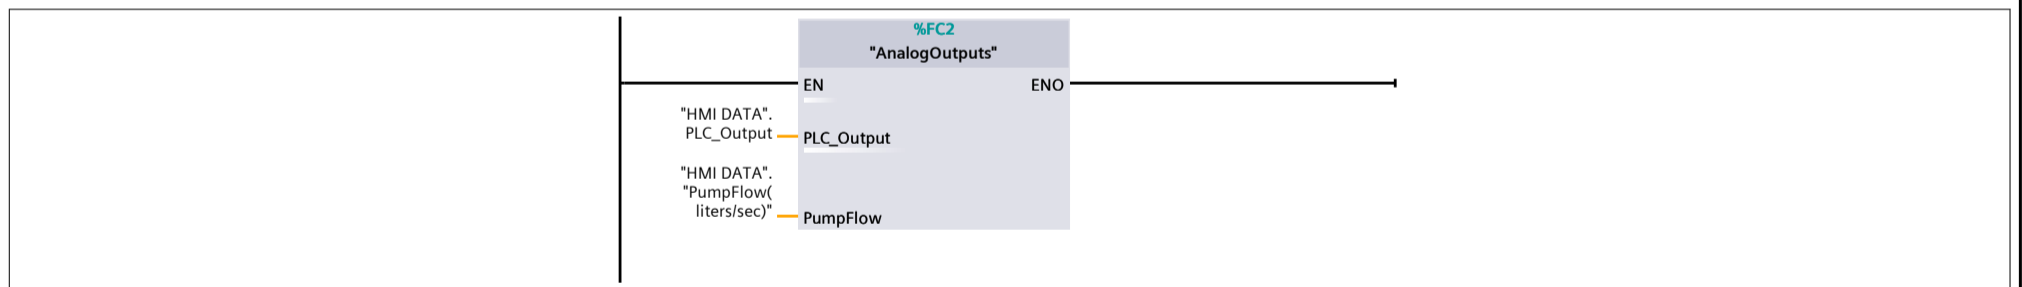 %FC2
"AnalogOutputs"
EN
ENO
"HMI DATA".
PLC_Output
PLC_Output
"HMI DATA".
"PumpFlow(
liters/sec)"
PumpFlow